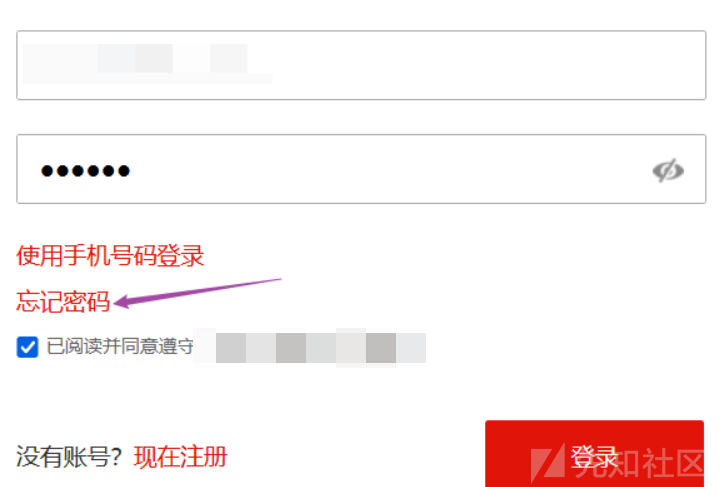 ••••••
使用手机号码登录
忘记密码
已阅读并同意遵守
没有账号? 现在注册
登录
先知社区